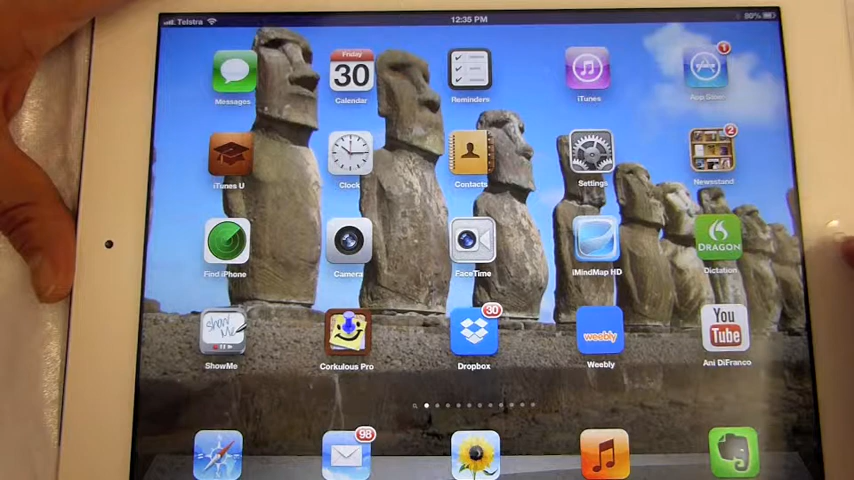 Telstra 12:35 PM 80%
Friday
30
1
Messages Calendar Reminders iTunes App Store
2
iTunes U Clock Contacts Settings Newsstand
DRAGON
Find iPhone Camera FaceTime iMindMap HD Dictation
Show Me 30 weebly You Tube
ShowMe Corkulous Pro Dropbox Weebly Ani DiFranco
98